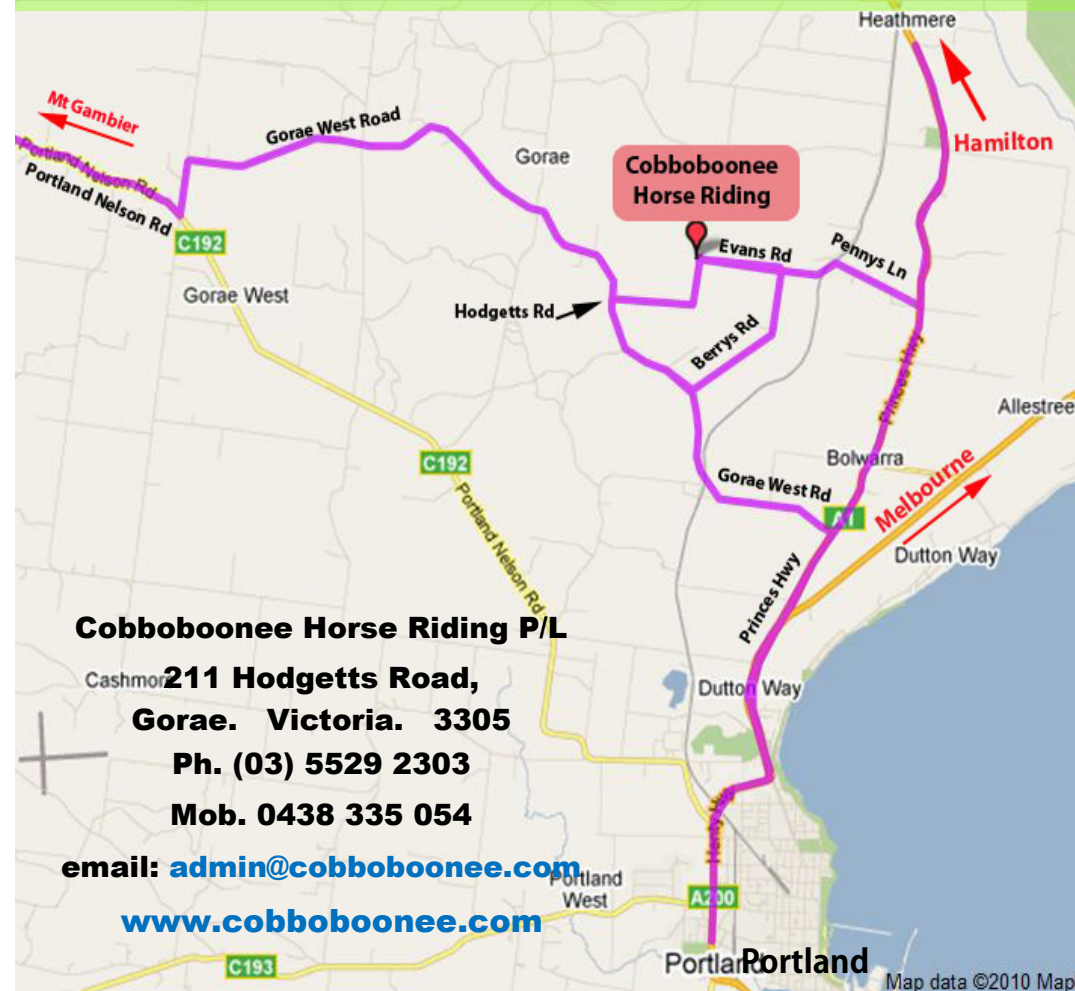 Heathmere
Mt Gambier
Gorae West Road
Hamilton
Gorae
Cobboboonee
Horse Riding
Portland Nelson Rd
Portland Nelson Rd
C192
Evans Rd
Pennys Ln
Gorae West
Hodgetts Rd
Berrys Rd
Princes Hwy
Allestree
Bolwarra
C192
Gorae West Rd
Melbourne
A1
Portland Nelson Rd
Dutton Way
Princes Hwy
Cobboboonee Horse Riding P/L
Cashmor
211 Hodgetts Road,
Dutton Way
Gorae. Victoria. 3305
Ph. (03) 5529 2303
Mob. 0438 335 054
Henty Hwy
email: admin@cobboboonee.com
Portland
West
A200
www.cobboboonee.com
C193
Portland
Portland
Map data ©2010 Map